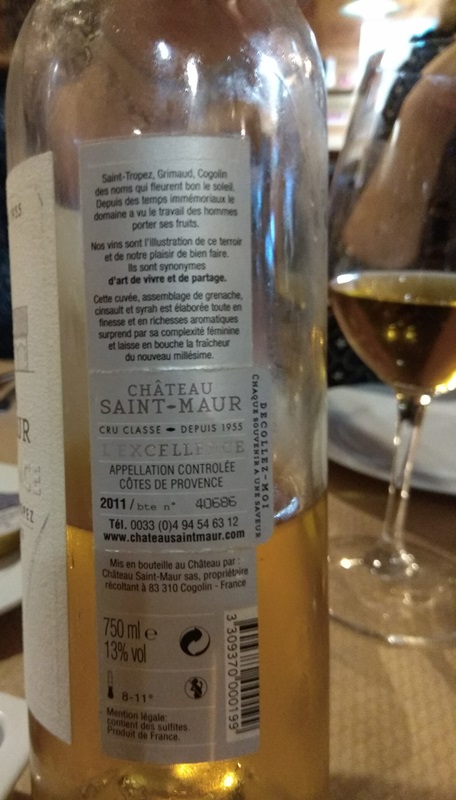 Saint-Tropez, Grimaud, Cogolin
des noms qui fleurent bon le soleil.
Depuis des temps immémoriaux le
domaine a vu le travail des hommes
porter ses fruits.
Nos vins sont l'illustration de ce terroir
et de notre plaisir de bien faire.
Ils sont synonymes
d'art de vivre et de partage.
Cette cuvée, assemblage de grenache,
cinsault et syrah est élaborée toute en
finesse et en richesses aromatiques
surprend par sa complexité féminine
et laisse en bouche la fraîcheur
du nouveau millésime.
CHÂTEAU
SAINT-MAUR
CRU CLASSE DEPUIS 1955
L'EXCELLENCE
APPELLATION CONTROLÉE
CÔTES DE PROVENCE
2011/bte n° 40686
Tél. 0033 (0)4 94 54 63 12
www.chateausaintmaur.com
DECOLLEZ-MOI
CHAQUE SOUVENIR A UNE SAVEUR
Mis en bouteille au Château par :
Château Saint-Maur sas, propriétaire
récoltant à 83 310 Cogolin - France
750 ml e
13% vol
8-11°
Mention légale:
contient des sulfites.
Produit de France.
3 309370 000199